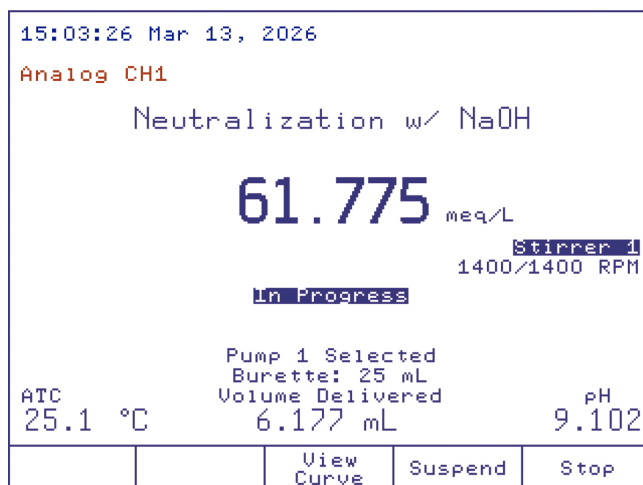 15:03:26 Mar 13, 2026
Analog CH1
Neutralization w/ NaOH
61.775 meq/L
Stirrer 1
1400/1400 RPM
In Progress
Pump 1 Selected
Burette: 25 mL
ATC Volume Delivered pH
25.1 °C 6.177 mL 9.102
View
Curve
Suspend
Stop